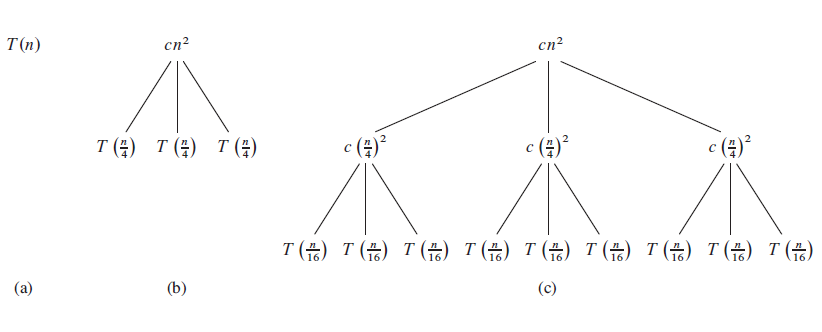 T(n) cn² cn²
T(n/4) T(n/4) T(n/4) c(n/4)² c(n/4)² c(n/4)²
T(n/16) T(n/16) T(n/16) T(n/16) T(n/16) T(n/16) T(n/16) T(n/16) T(n/16)
(a) (b) (c)